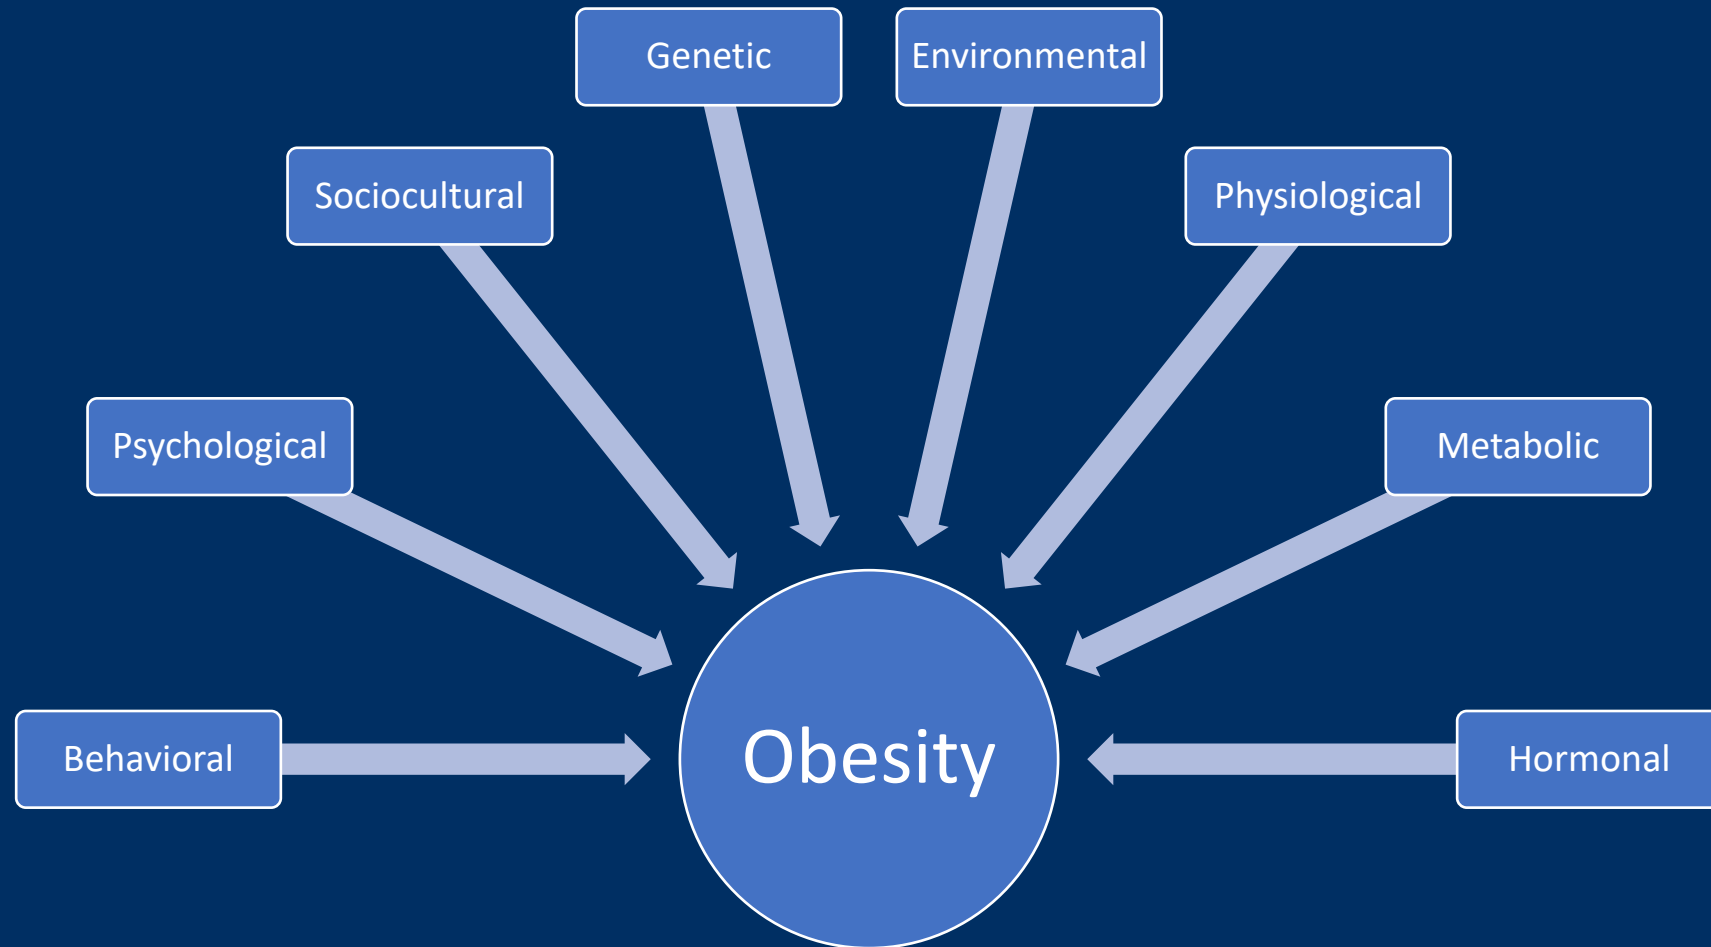 Genetic
Environmental
Sociocultural
Physiological
Psychological
Metabolic
Behavioral
Obesity
Hormonal